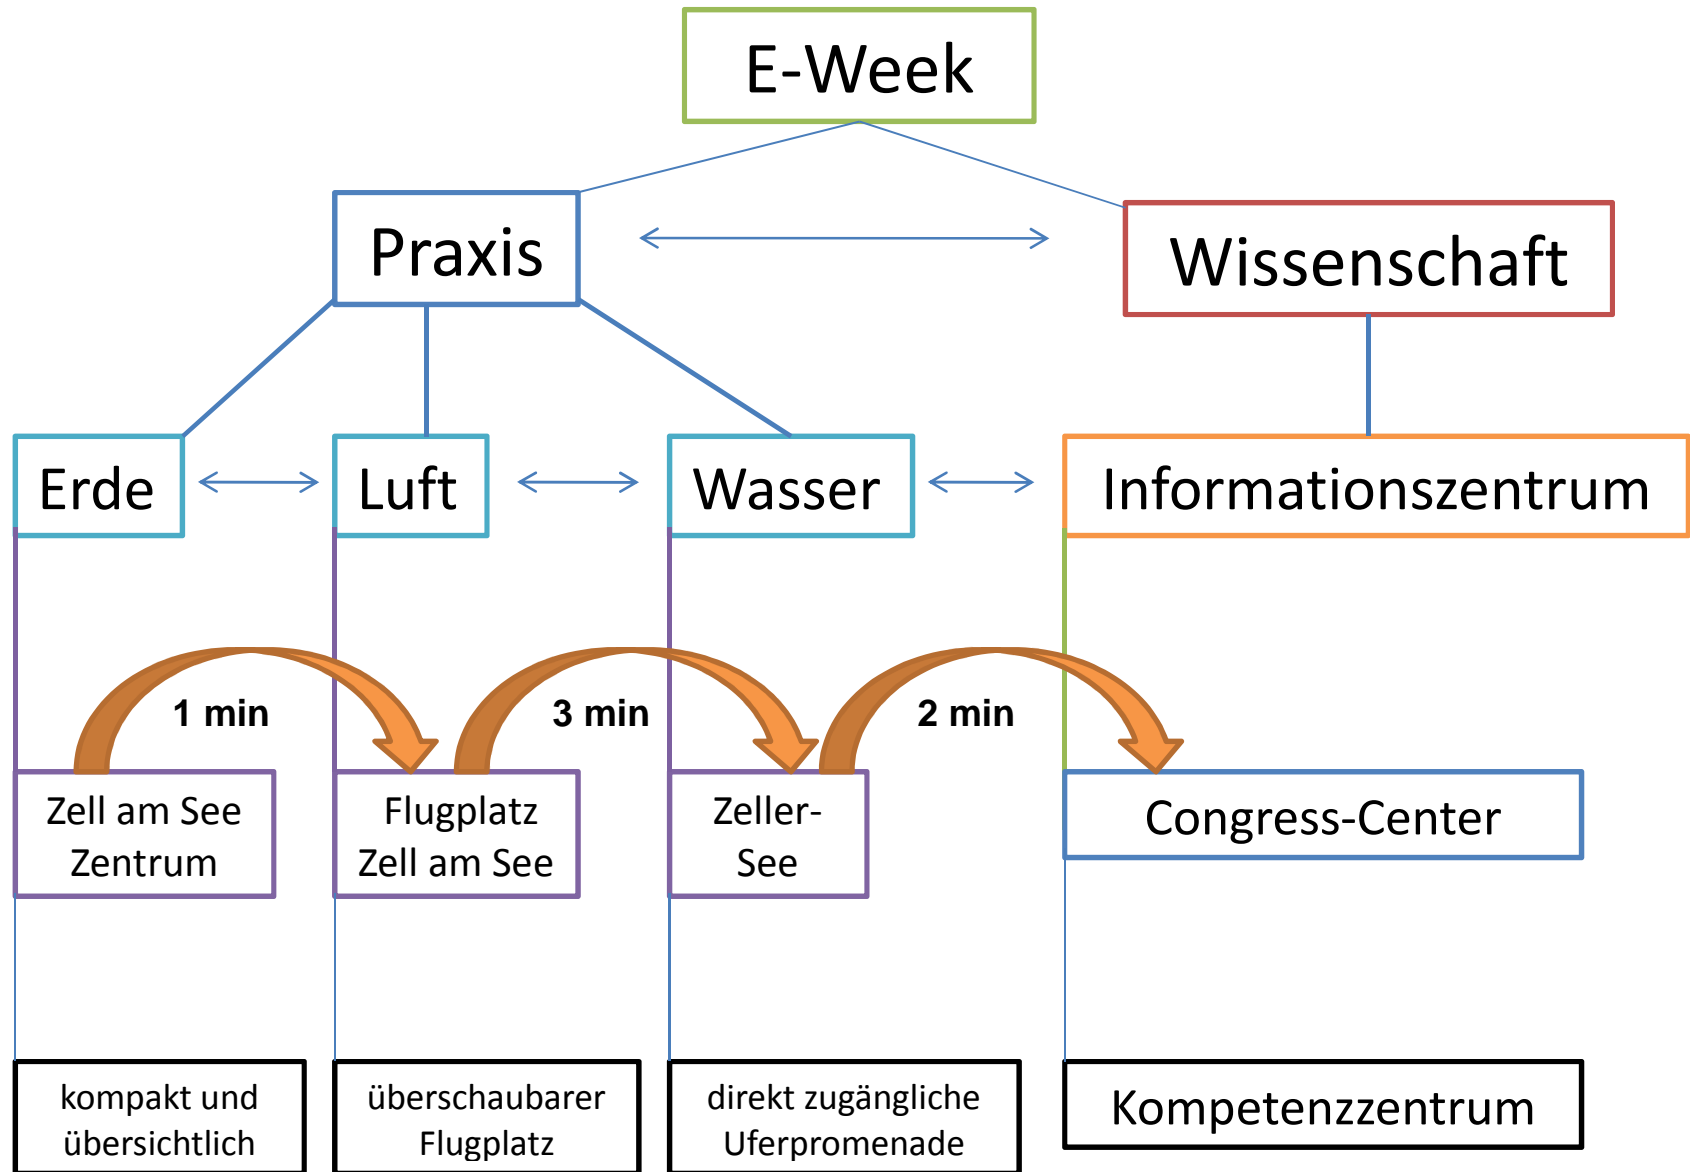 E-Week
Praxis
Wissenschaft
Erde
Luft
Wasser
Informationszentrum
1 min
3 min
2 min
Zell am See
Zentrum
Flugplatz
Zell am See
Zeller-
See
Congress-Center
kompakt und
übersichtlich
überschaubarer
Flugplatz
direkt zugängliche
Uferpromenade
Kompetenzzentrum